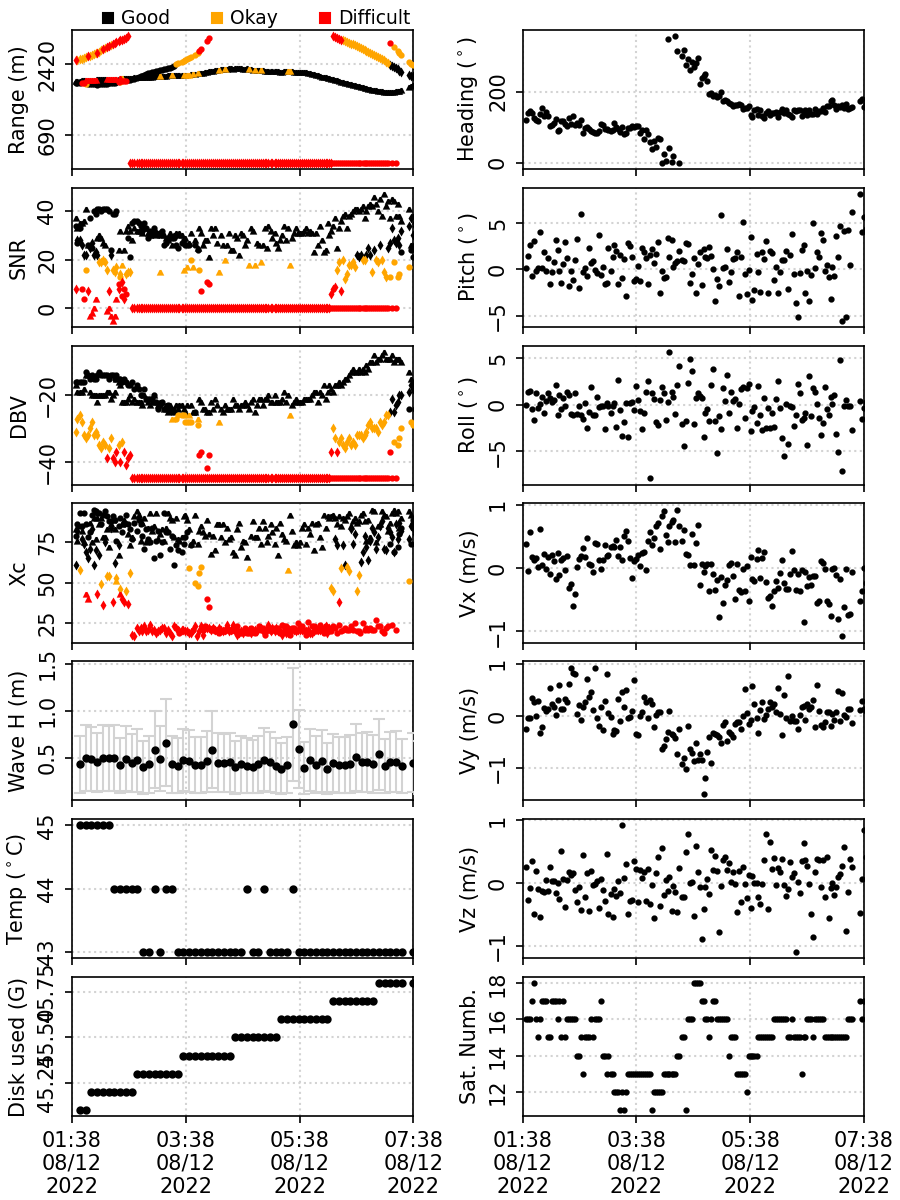 Good Okay Difficult
Range (m)
2420
690
Heading (°)
200
0
SNR
40
20
0
Pitch (°)
5
0
−5
DBV
−20
−40
Roll (°)
5
0
−5
Xc
75
50
25
Vx (m/s)
1
0
−1
Wave H (m)
1.5
1.0
0.5
Vy (m/s)
1
0
−1
Temp (°C)
45
44
43
Vz (m/s)
1
0
−1
Disk used (G)
45.75
45.50
45.25
Sat. Numb.
18
16
14
12
01:38 03:38 05:38 07:38 01:38 03:38 05:38 07:38
08/12 08/12 08/12 08/12 08/12 08/12 08/12 08/12
2022 2022 2022 2022 2022 2022 2022 2022